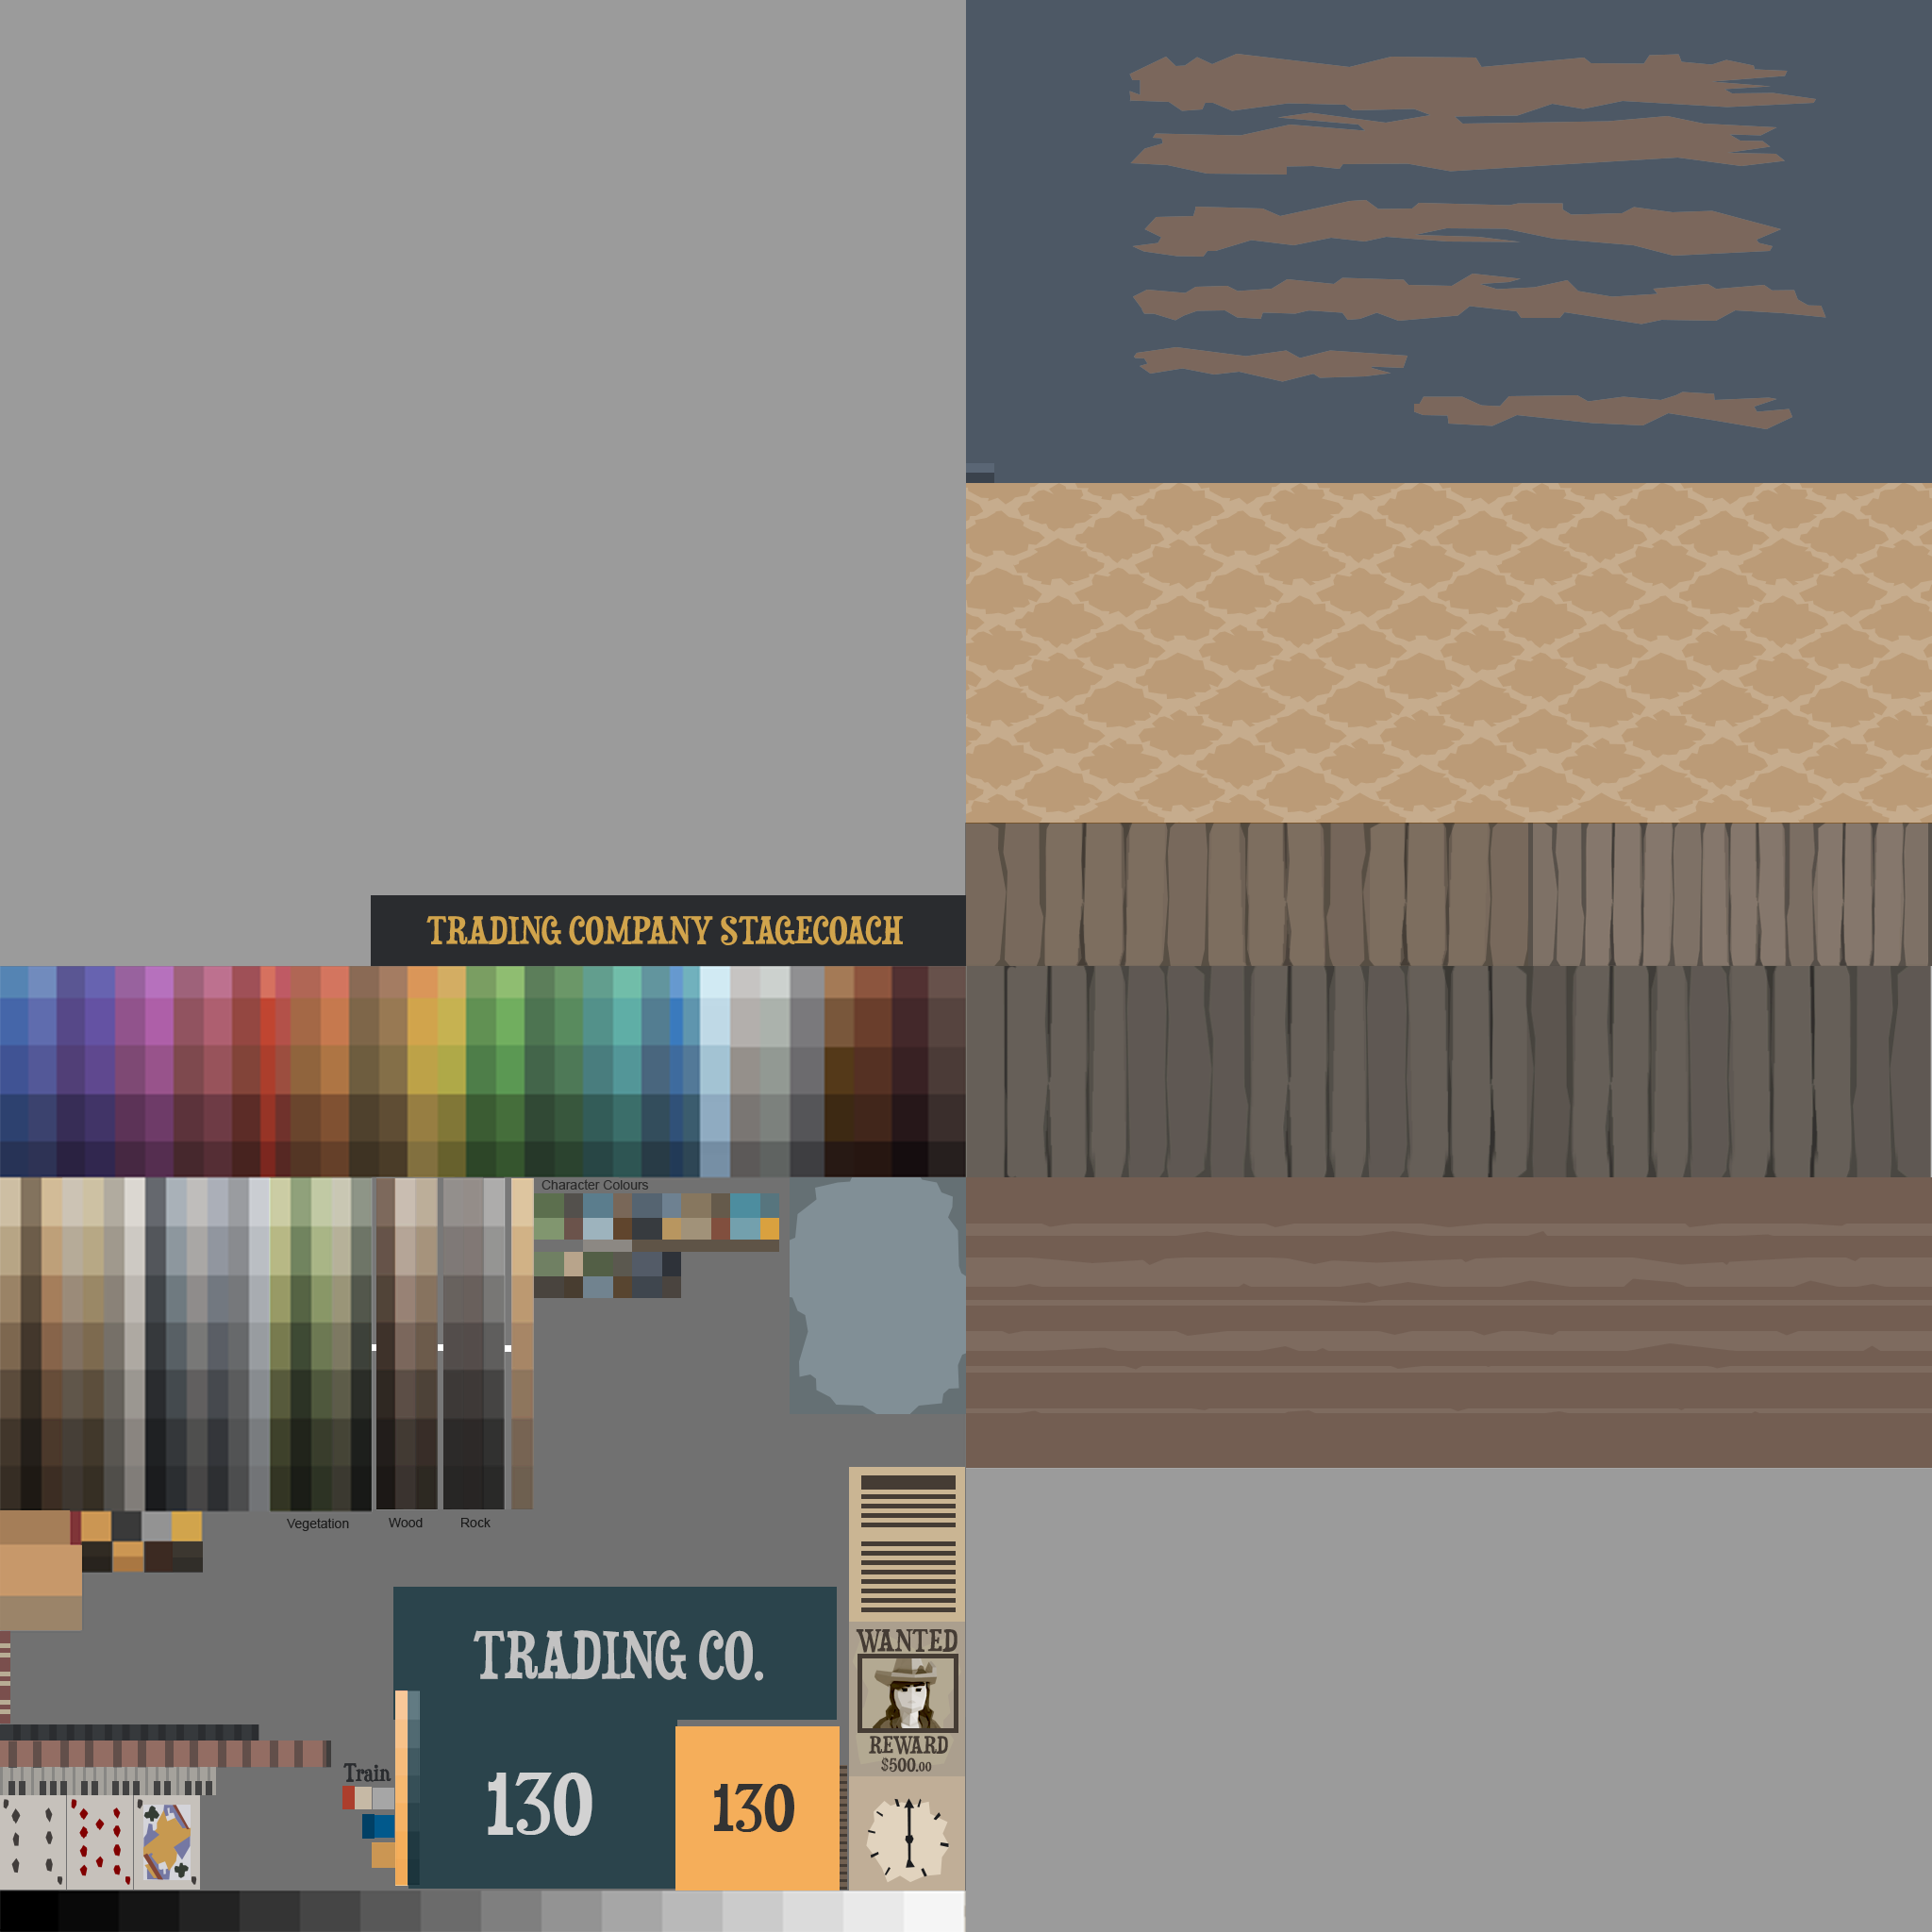 TRADING COMPANY STAGECOACH
Character Colours
Vegetation
Wood
Rock
TRADING CO.
WANTED
REWARD
$500.00
Train
130
130